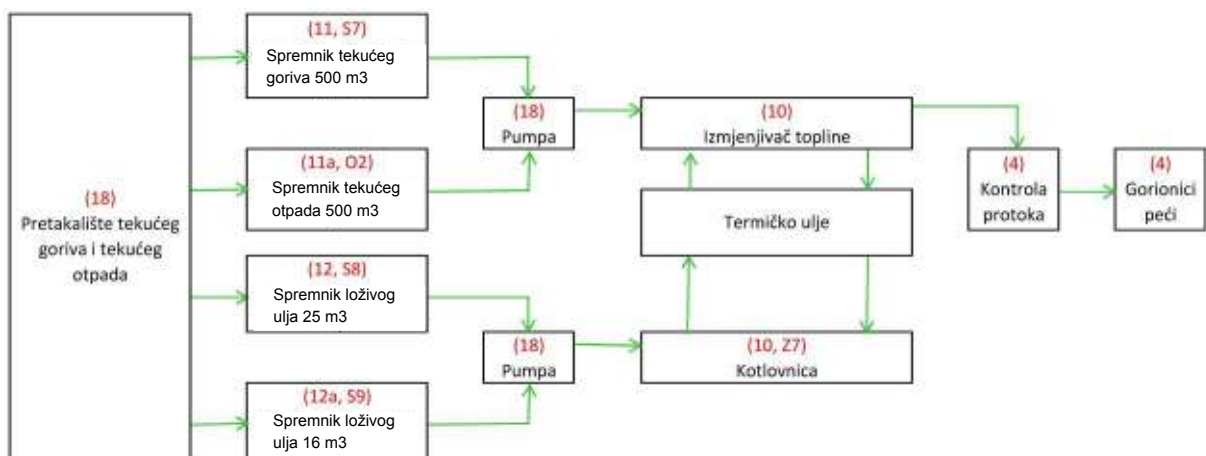 (18)
Pretakalište tekućeg
goriva i tekućeg
otpada
(11, S7)
Spremnik tekućeg
goriva 500 m3
(11a, O2)
Spremnik tekućeg
otpada 500 m3
(12, S8)
Spremnik loživog
ulja 25 m3
(12a, S9)
Spremnik loživog
ulja 16 m3
(18)
Pumpa
(18)
Pumpa
(10)
Izmjenjivač topline
Termičko ulje
(10, Z7)
Kotlovnica
(4)
Kontrola
protoka
(4)
Gorionici
peći